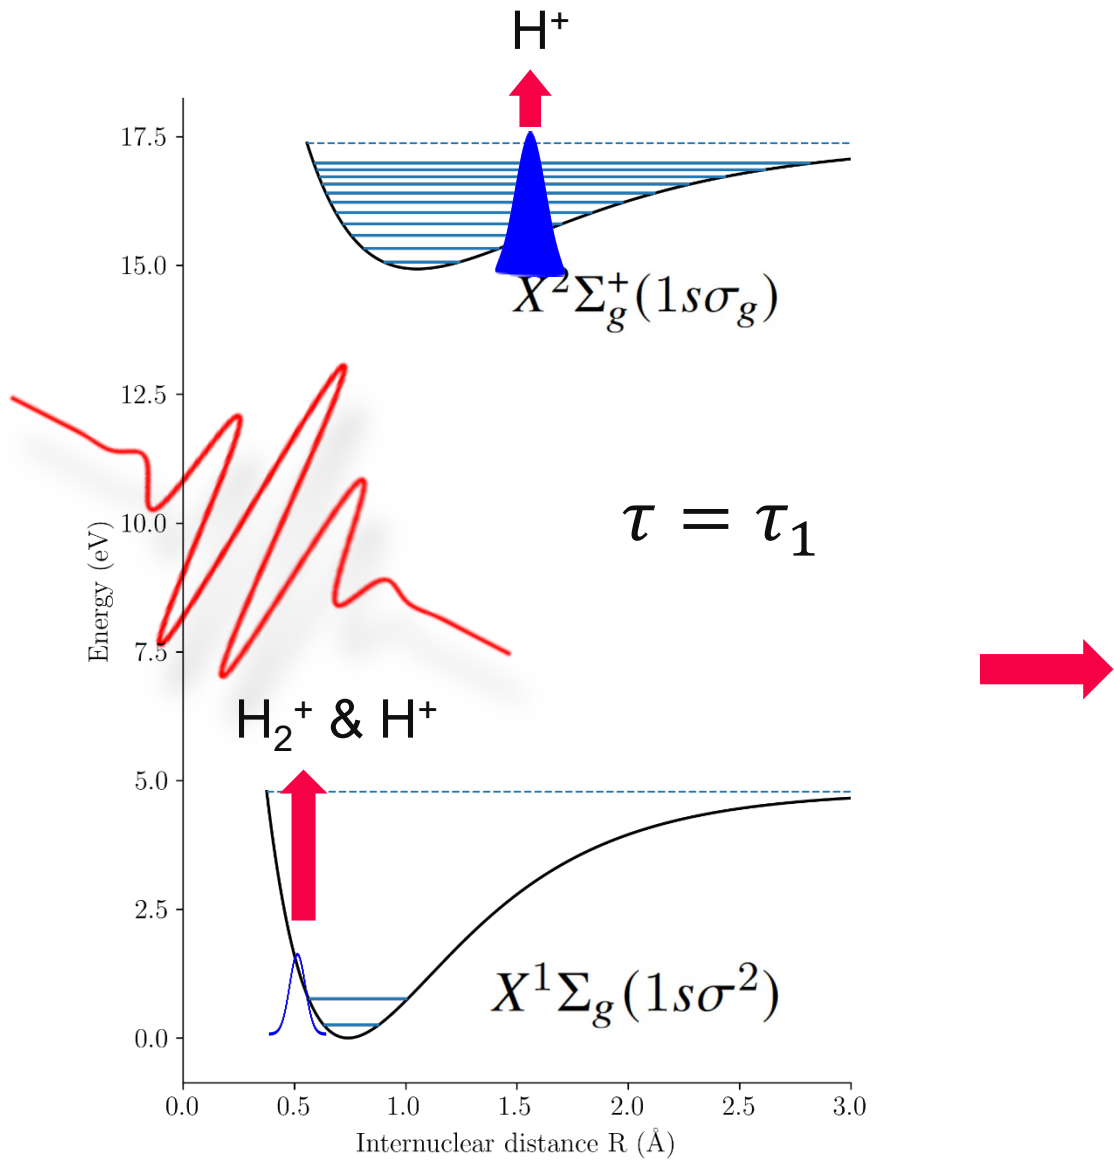 H⁺
17.5
15.0
X²Σg⁺(1sσg)
12.5
10.0
τ = τ₁
Energy (eV)
7.5
H₂⁺ & H⁺
5.0
2.5
X¹Σg(1sσ²)
0.0
0.0 0.5 1.0 1.5 2.0 2.5 3.0
Internuclear distance R (Å)